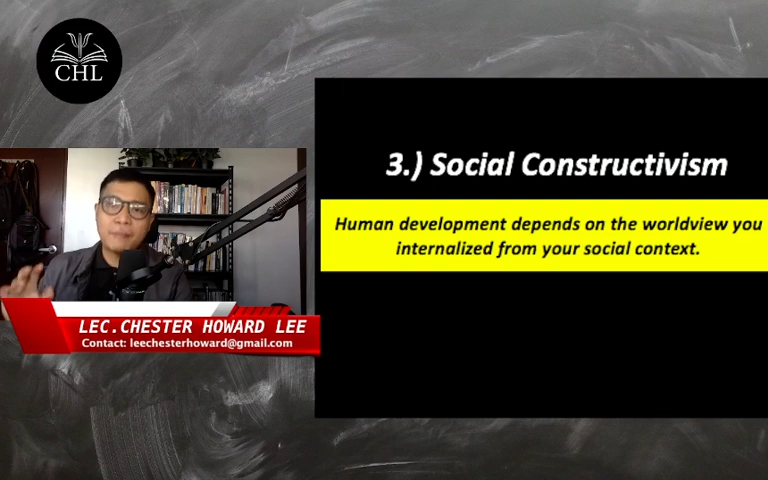 CHL
3.) Social Constructivism
Human development depends on the worldview you
internalized from your social context.
LEC.CHESTER HOWARD LEE
Contact: leechesterhoward@gmail.com